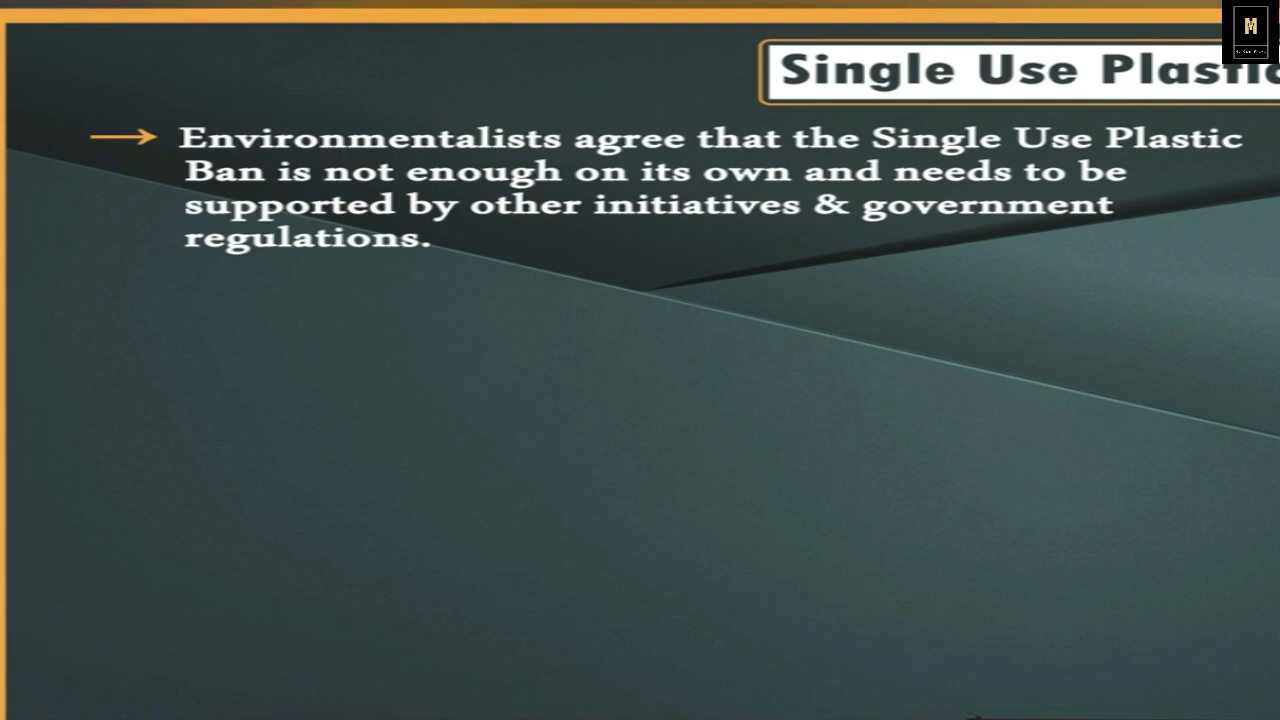 M
Single Use Plastic
→ Environmentalists agree that the Single Use Plastic
Ban is not enough on its own and needs to be
supported by other initiatives & government
regulations.